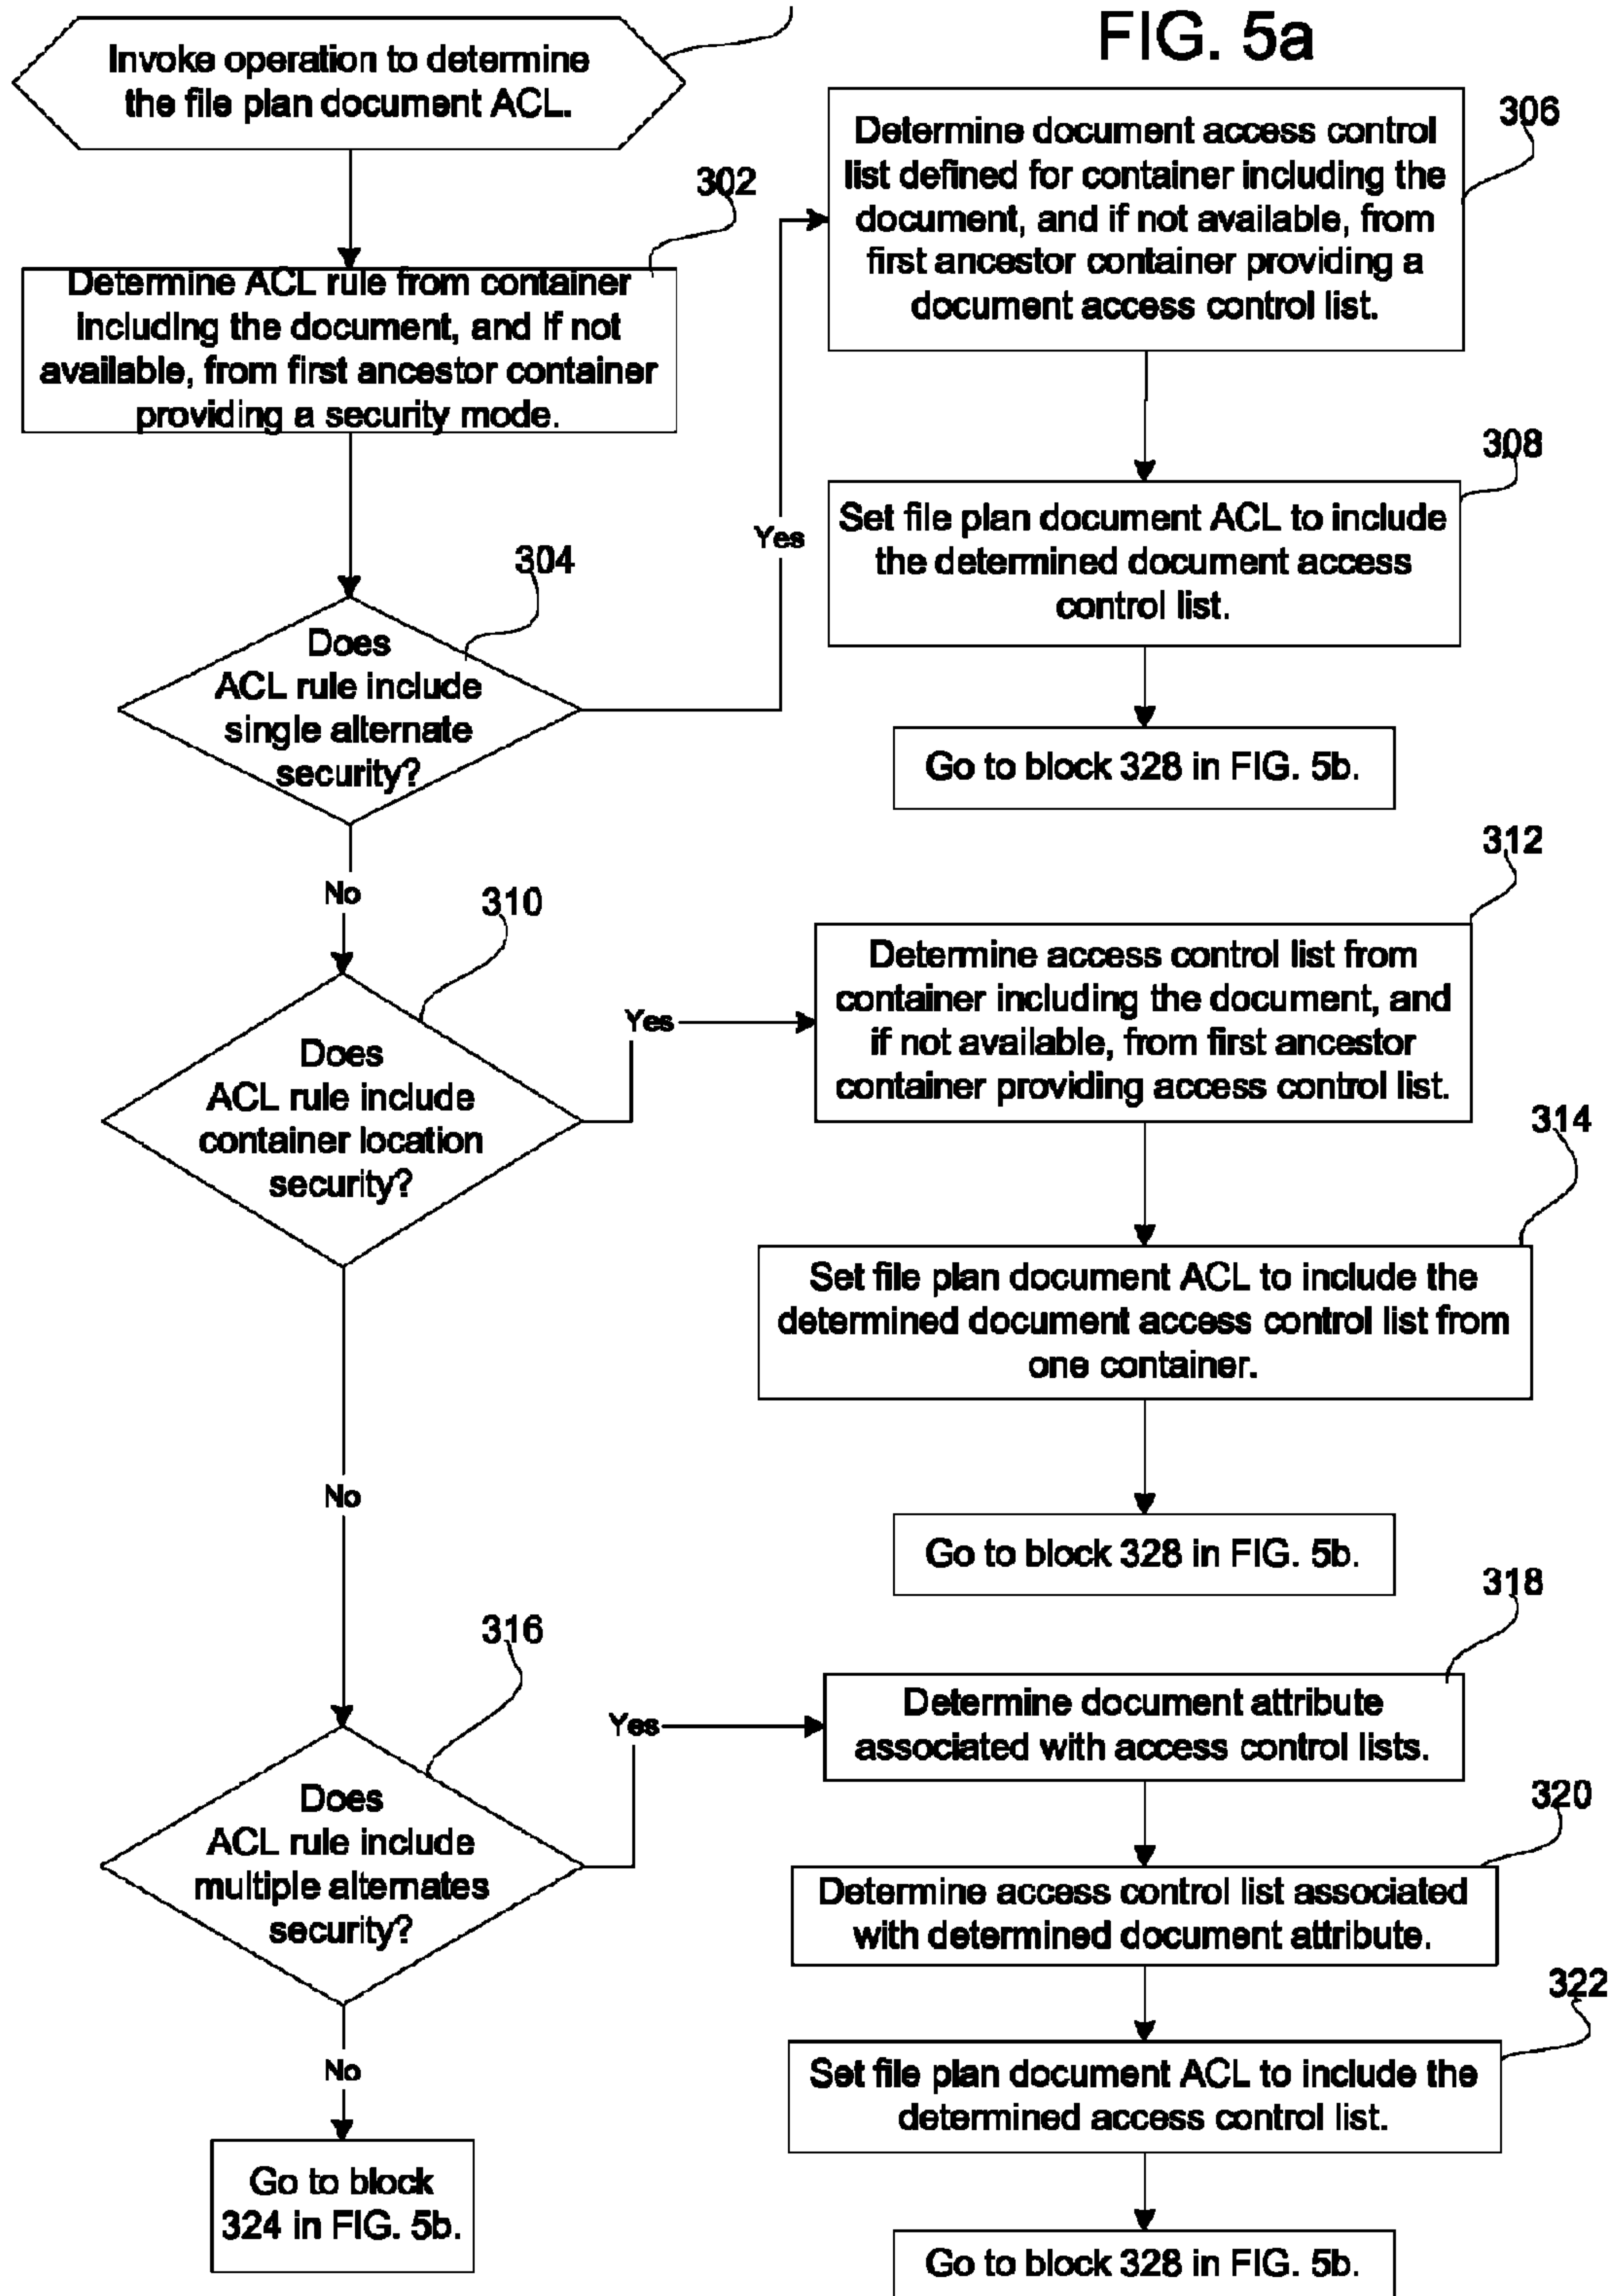 FIG. 5a
Invoke operation to determine
the file plan document ACL.
302
Determine ACL rule from container
including the document, and if not
available, from first ancestor container
providing a security mode.
304
Does
ACL rule include
single alternate
security?
Yes
306
Determine document access control
list defined for container including the
document, and if not available, from
first ancestor container providing a
document access control list.
308
Set file plan document ACL to include
the determined document access
control list.
Go to block 328 in FIG. 5b.
No
310
Does
ACL rule include
container location
security?
Yes
312
Determine access control list from
container including the document, and
if not available, from first ancestor
container providing access control list.
314
Set file plan document ACL to include the
determined document access control list from
one container.
Go to block 328 in FIG. 5b.
No
316
Does
ACL rule include
multiple alternates
security?
Yes
318
Determine document attribute
associated with access control lists.
320
Determine access control list associated
with determined document attribute.
322
Set file plan document ACL to include the
determined access control list.
Go to block 328 in FIG. 5b.
No
Go to block
324 in FIG. 5b.